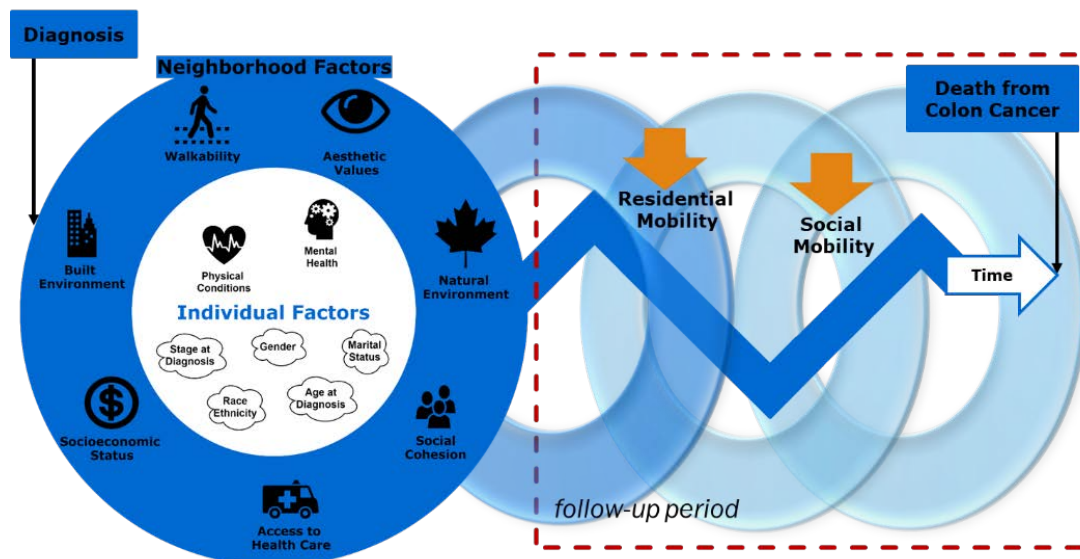 Diagnosis
Neighborhood Factors
Walkability
Aesthetic
Values
Built
Environment
Natural
Environment
Socioeconomic
Status
Social
Cohesion
Access to
Health Care
Physical
Conditions
Mental
Health
Individual Factors
Stage at
Diagnosis
Gender
Marital
Status
Race
Ethnicity
Age at
Diagnosis
Residential
Mobility
Social
Mobility
Time
Death from
Colon Cancer
follow-up period